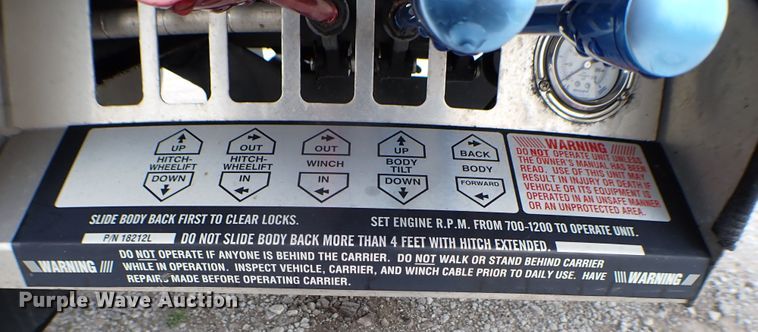 UP
HITCH-
WHEELIFT
DOWN
OUT
HITCH-
WHEELIFT
IN
OUT
WINCH
IN
UP
BODY
TILT
DOWN
BACK
BODY
FORWARD
WARNING
DO NOT OPERATE UNIT UNLESS
THE OWNER'S MANUAL HAS BEEN
READ. USE OF THIS UNIT MAY
RESULT IN INJURY OR DEATH IF
VEHICLE OR ITS EQUIPMENT IS
OPERATED IN AN UNSAFE MANNER
OR AN UNPROTECTED AREA.
SLIDE BODY BACK FIRST TO CLEAR LOCKS. SET ENGINE R.P.M. FROM 700-1200 TO OPERATE UNIT.
P/N 18212L DO NOT SLIDE BODY BACK MORE THAN 4 FEET WITH HITCH EXTENDED.
WARNING
DO NOT OPERATE IF ANYONE IS BEHIND THE CARRIER. DO NOT WALK OR STAND BEHIND CARRIER
WHILE IN OPERATION. INSPECT VEHICLE, CARRIER, AND WINCH CABLE PRIOR TO DAILY USE. HAVE
REPAIRS MADE BEFORE OPERATING CARRIER.
WARNING
Purple Wave Auction